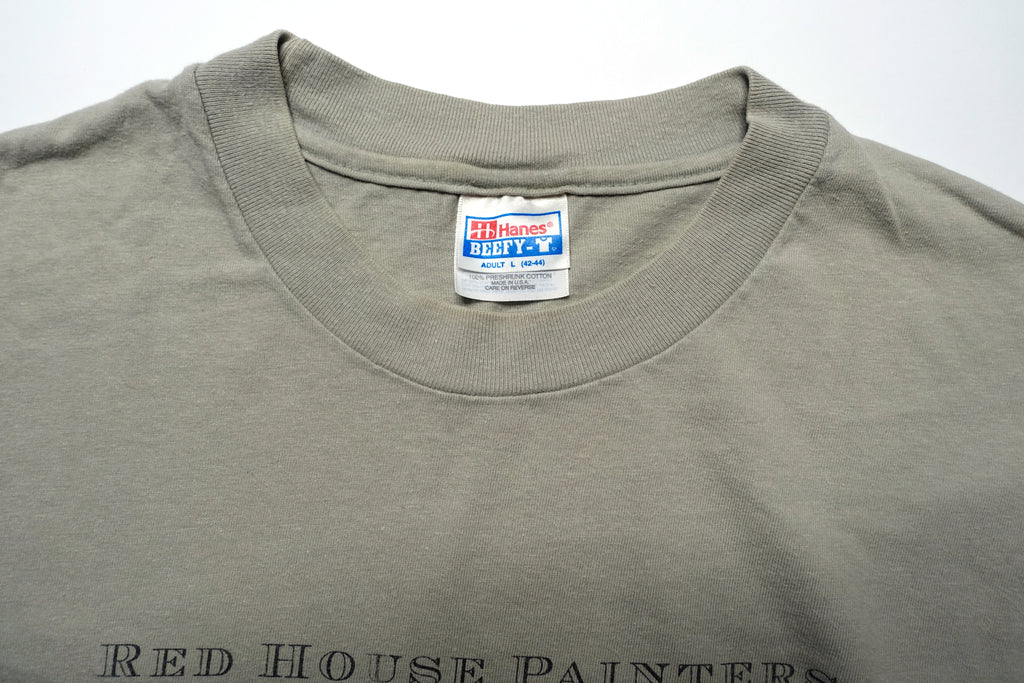 H Hanes®
BEEFY-T
ADULT L (42-44)
100% PRESHRUNK COTTON
MADE IN U.S.A.
CARE ON REVERSE
RED HOUSE PAINTERS